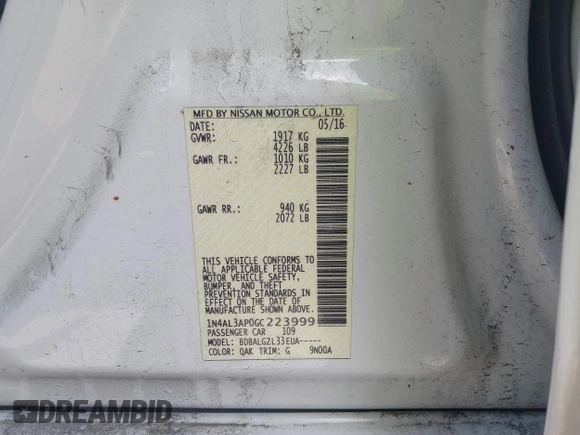 MFD BY NISSAN MOTOR CO., LTD.
DATE: 05/16
GVWR: 1917 KG
4226 LB
GAWR FR.: 1010 KG
2227 LB
GAWR RR.: 940 KG
2072 LB
THIS VEHICLE CONFORMS TO
ALL APPLICABLE FEDERAL
MOTOR VEHICLE SAFETY,
BUMPER, AND THEFT
PREVENTION STANDARDS IN
EFFECT ON THE DATE OF
MANUFACTURE SHOWN ABOVE.
1N4AL3AP0GC223999
PASSENGER CAR 109
MODEL: BDBALGZL33EUA-----
COLOR: QAK TRIM: G 9N00A
DREAMBID